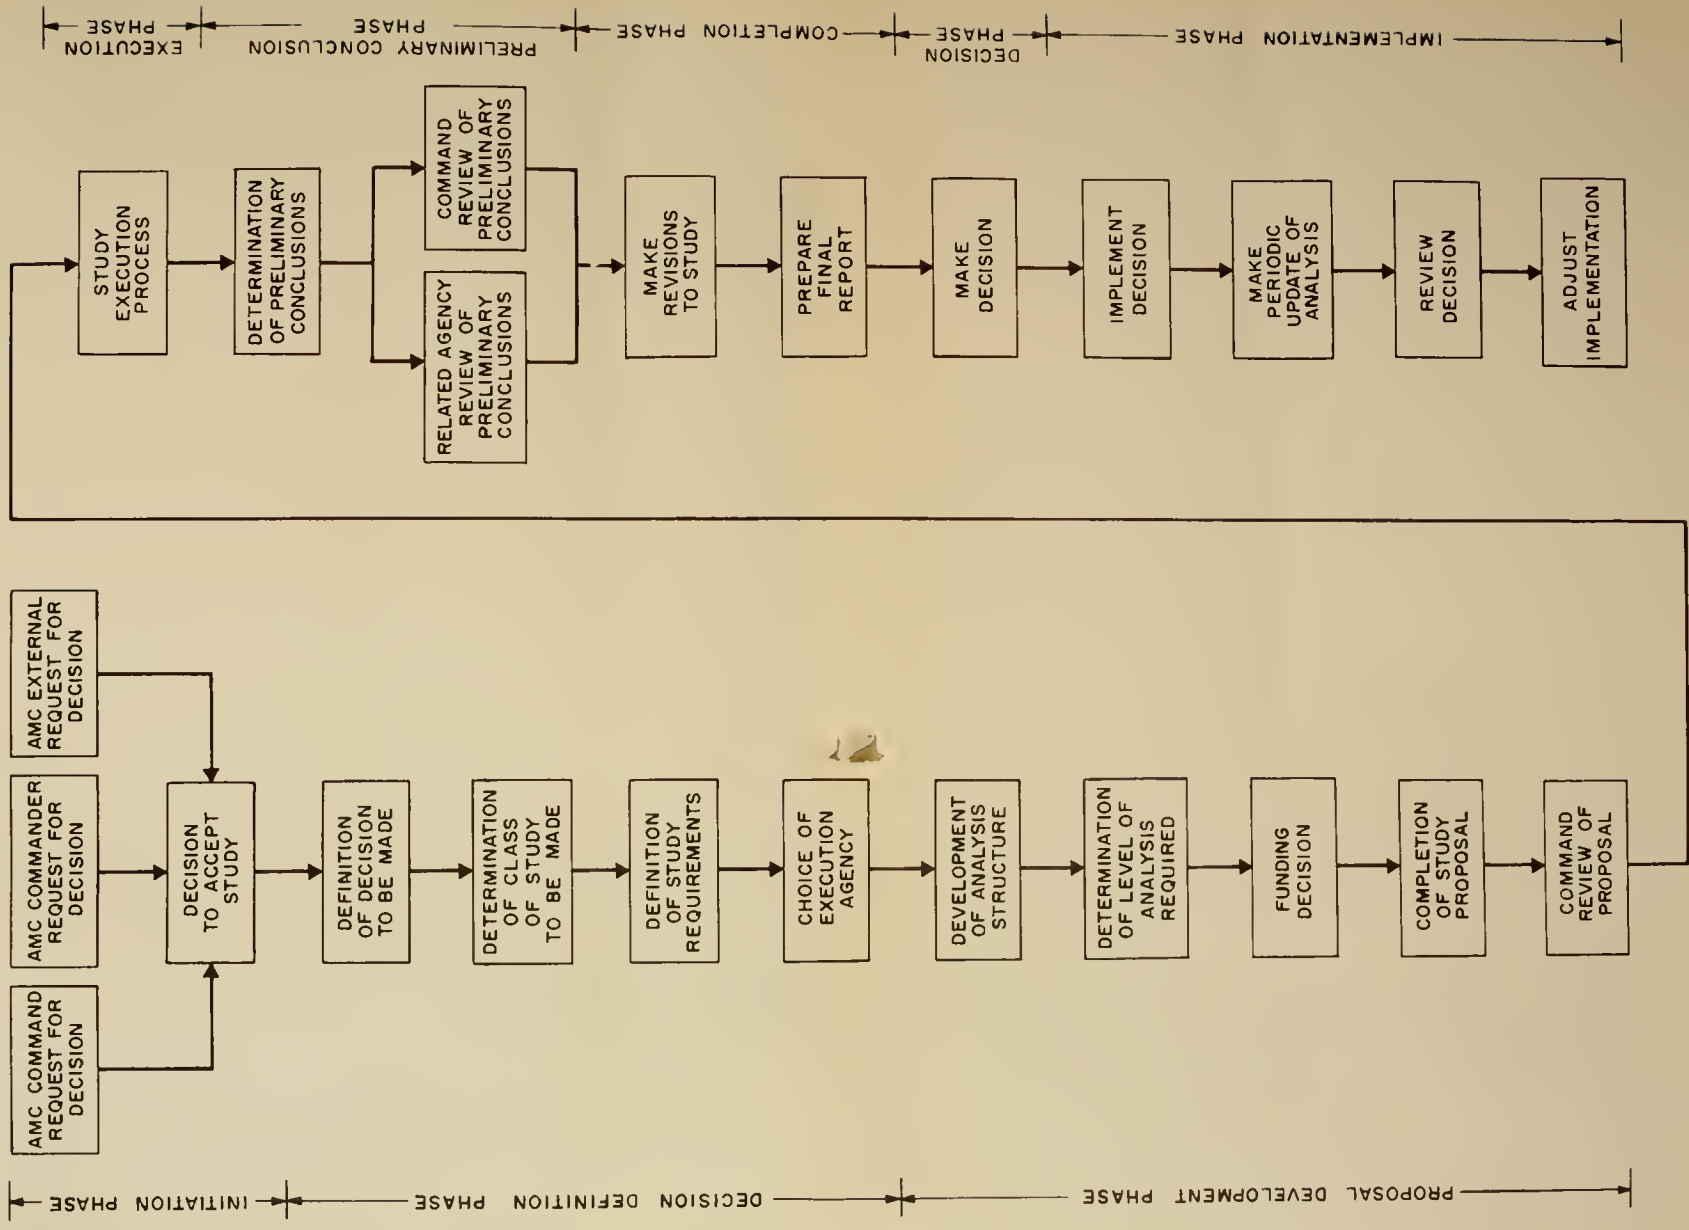 INITIATION PHASE
DECISION DEFINITION PHASE
PROPOSAL DEVELOPMENT PHASE
AMC COMMAND
REQUEST FOR
DECISION
AMC COMMANDER
REQUEST FOR
DECISION
AMC EXTERNAL
REQUEST FOR
DECISION
DECISION
TO ACCEPT
STUDY
DEFINITION
OF DECISION
TO BE MADE
DETERMINATION
OF CLASS
OF STUDY
TO BE MADE
DEFINITION
OF STUDY
REQUIREMENTS
CHOICE OF
EXECUTION
AGENCY
DEVELOPMENT
OF ANALYSIS
STRUCTURE
DETERMINATION
OF LEVEL OF
ANALYSIS
REQUIRED
FUNDING
DECISION
COMPLETION
OF STUDY
PROPOSAL
COMMAND
REVIEW OF
PROPOSAL
STUDY
EXECUTION
PROCESS
DETERMINATION
OF PRELIMINARY
CONCLUSIONS
RELATED AGENCY
REVIEW OF
PRELIMINARY
CONCLUSIONS
COMMAND
REVIEW OF
PRELIMINARY
CONCLUSIONS
MAKE
REVISIONS
TO STUDY
PREPARE
FINAL
REPORT
MAKE
DECISION
IMPLEMENT
DECISION
MAKE
PERIODIC
UPDATE OF
ANALYSIS
REVIEW
DECISION
ADJUST
IMPLEMENTATION
EXECUTION
PHASE
PRELIMINARY CONCLUSION
PHASE
COMPLETION PHASE
DECISION
PHASE
IMPLEMENTATION PHASE